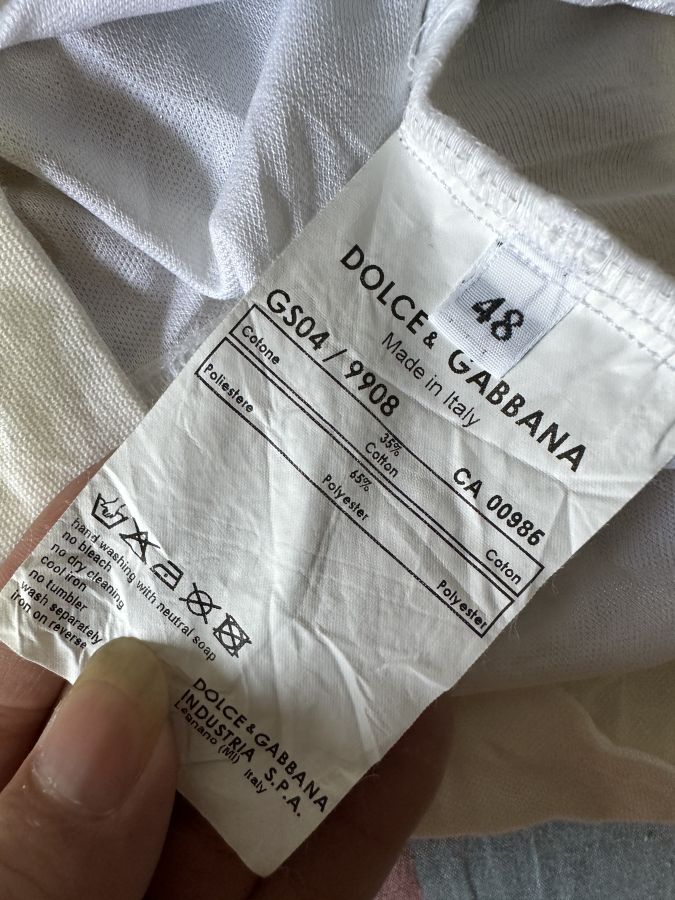 48
DOLCE & GABBANA
Made in Italy
GS04 / 9908 CA 00986
35%
Cotone Cotton Coton
65%
Poliestere Polyester Polyester
hand washing with neutral soap
no bleach
no dry cleaning
cool iron
no tumbler
wash separately
iron on reverse
DOLCE & GABBANA
INDUSTRIA S.P.A.
Legnano (MI) Italy